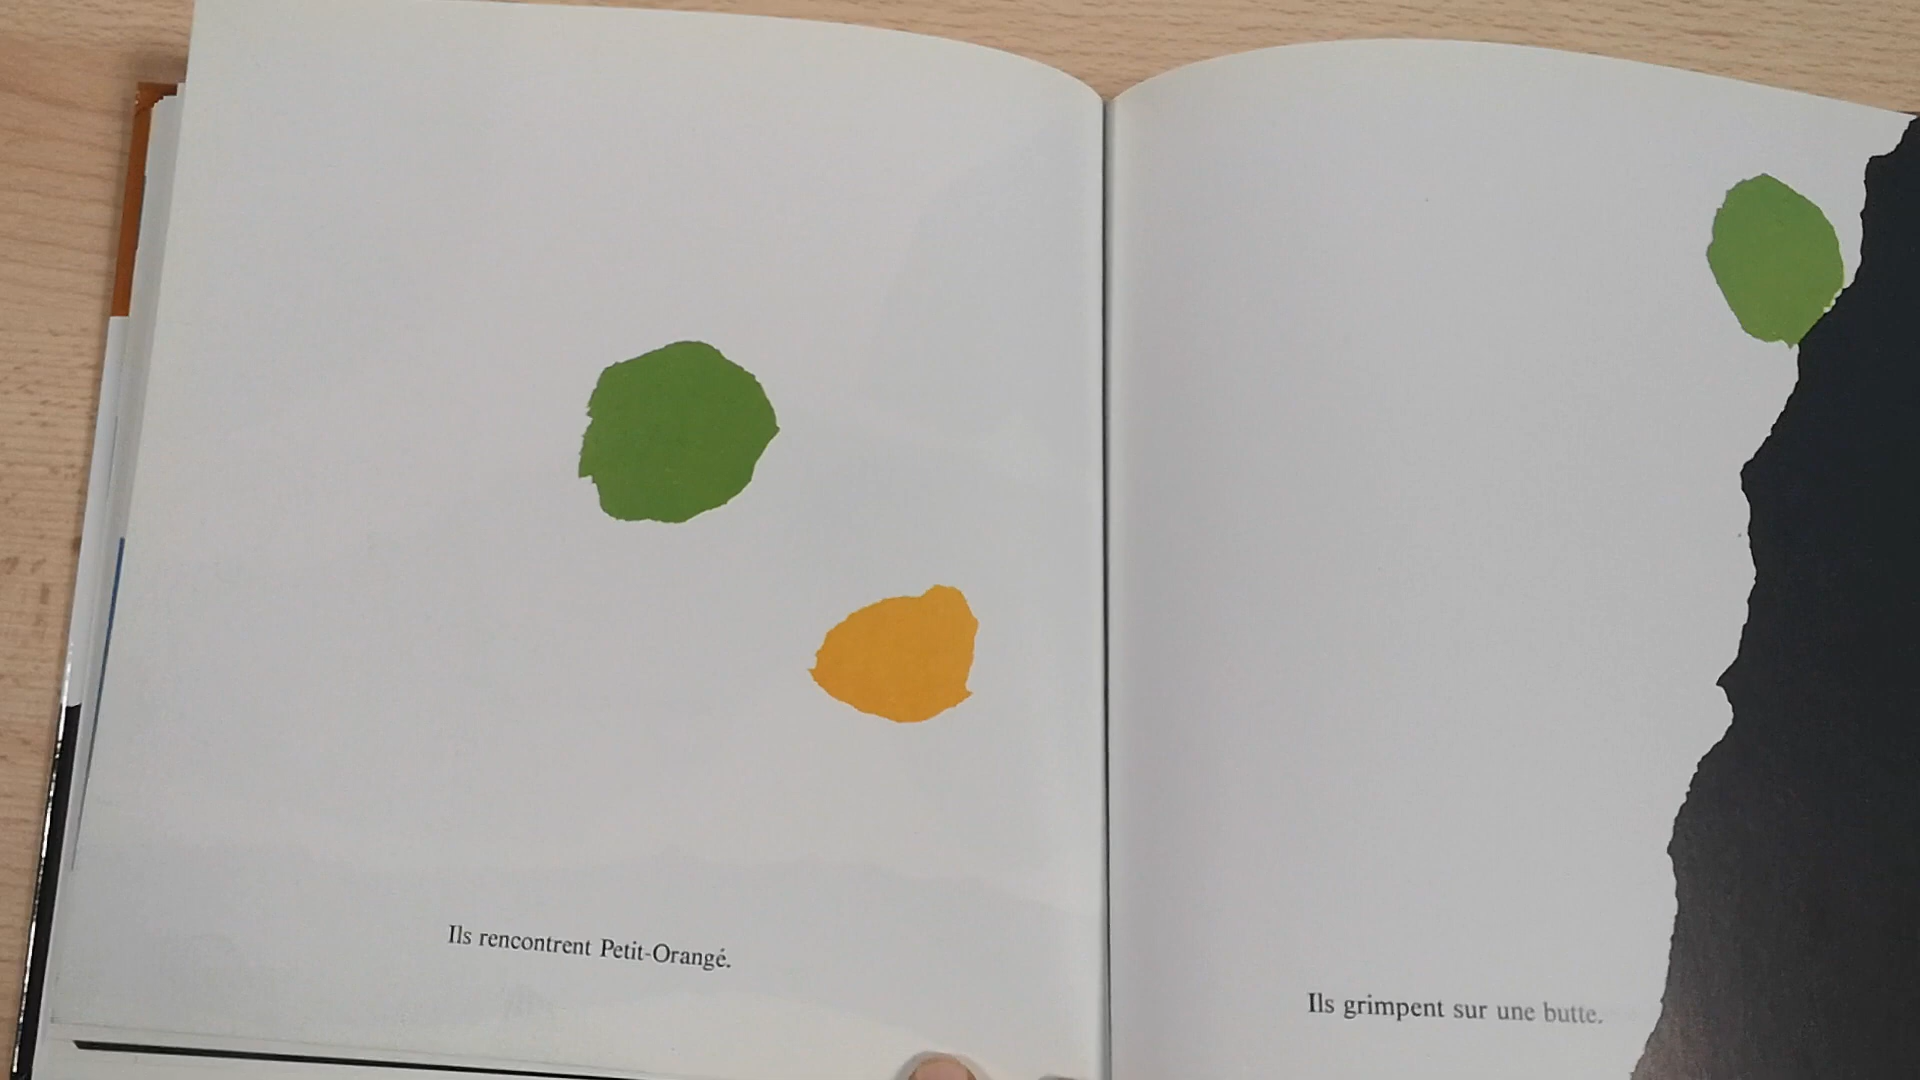 Ils rencontrent Petit-Orangé.
Ils grimpent sur une butte.